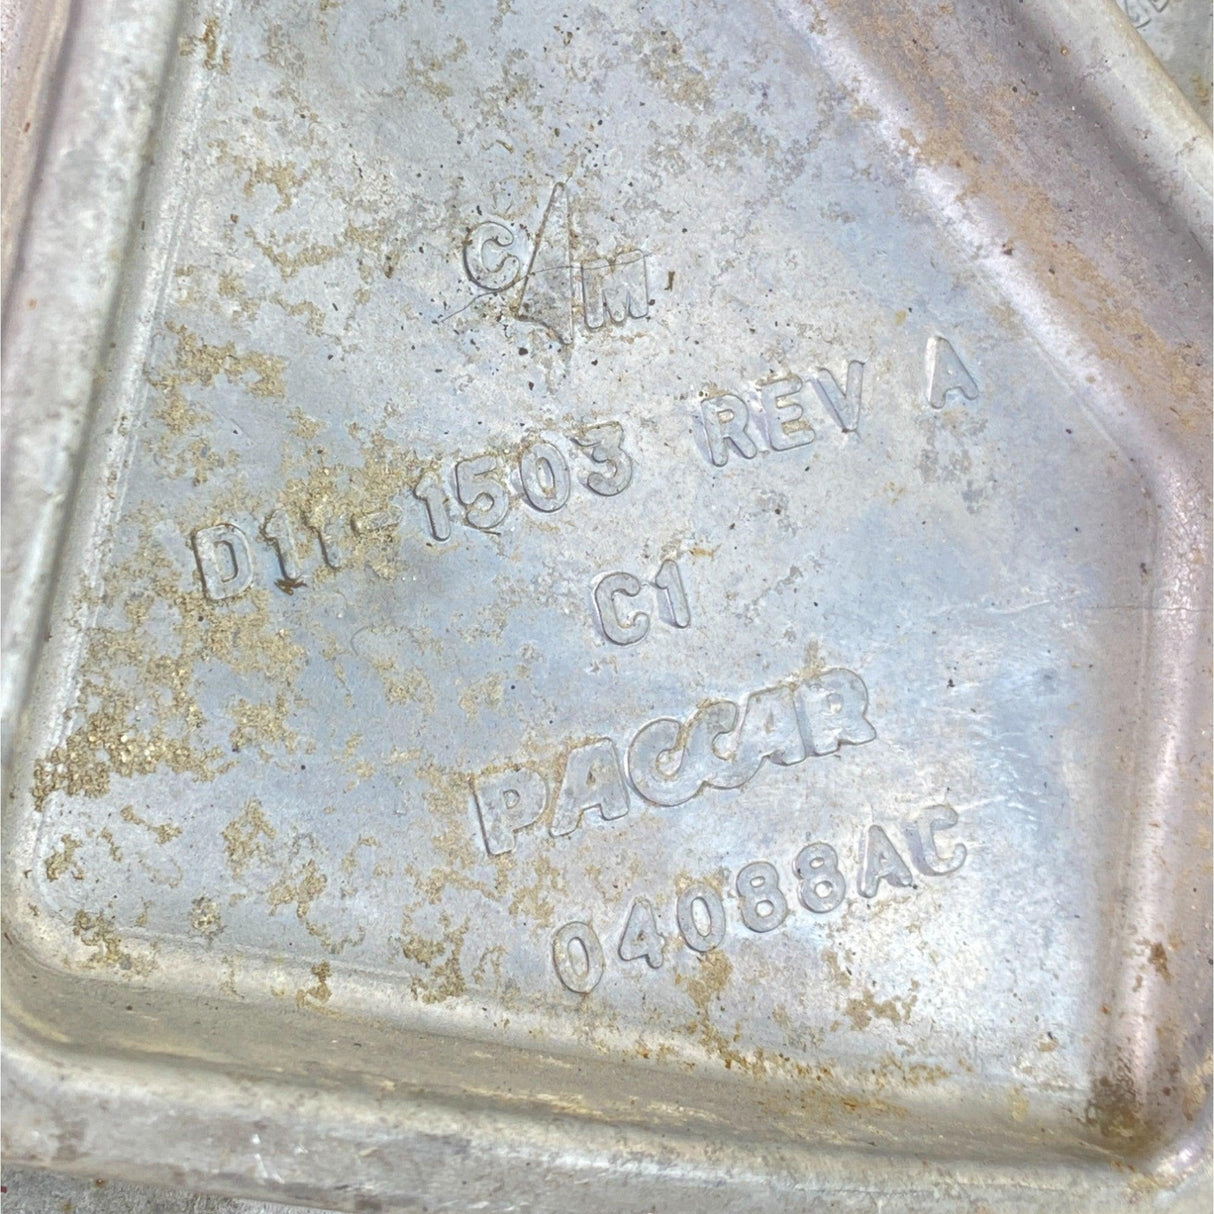 C M
D11-1503 REV A
C1
PACCAR
04088AC